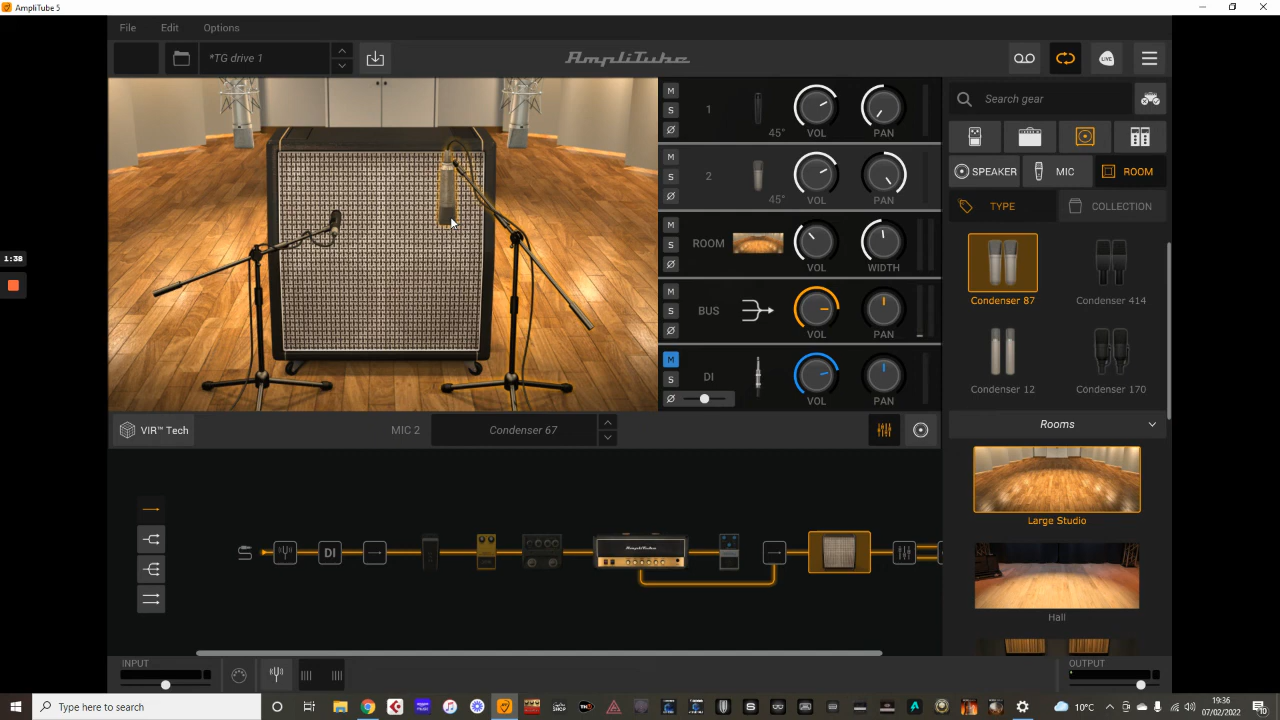 AmpliTube 5
File Edit Options
*TG drive 1
AmpliTube
LIVE
M
S
Ø
1
45°
VOL
PAN
M
S
Ø
2
45°
VOL
PAN
M
S
Ø
ROOM
VOL
WIDTH
M
S
Ø
BUS
VOL
PAN
M
S
Ø
DI
VOL
PAN
Search gear
SPEAKER MIC ROOM
TYPE COLLECTION
Condenser 87 Condenser 414
Condenser 12 Condenser 170
Rooms
Large Studio
Hall
1:38
VIR™ Tech MIC 2 Condenser 67
DI
AmpliTube
INPUT
OUTPUT
Type here to search
10°C
19:36
07/02/2022
10